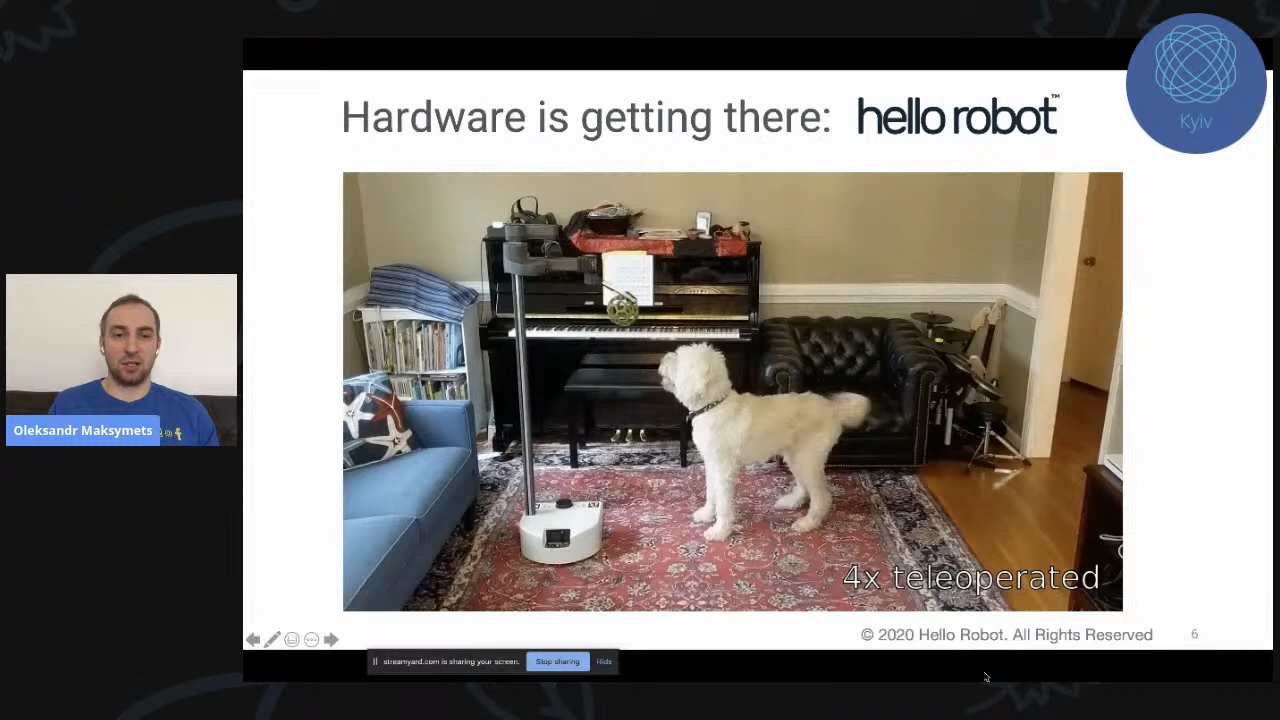 Hardware is getting there: hello robot™
Kyiv
Oleksandr Maksymets
4x teleoperated
© 2020 Hello Robot. All Rights Reserved
6
streamyard.com is sharing your screen.
Stop sharing
Hide